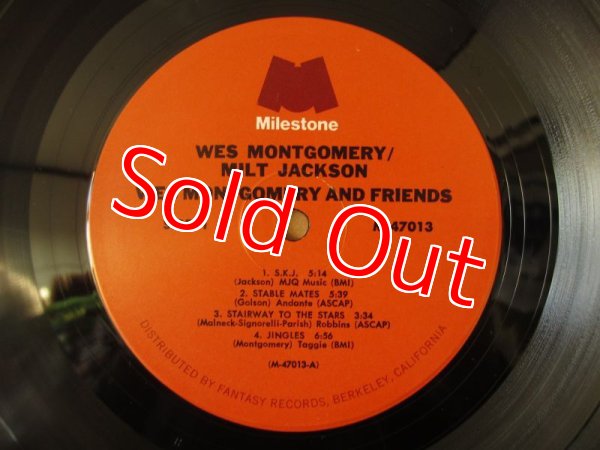 Milestone
WES MONTGOMERY/
MILT JACKSON
WES MONTGOMERY AND FRIENDS
M-47013
Sold Out
1. S.K.J. 5:14
(Jackson) MJQ Music (BMI)
2. STABLE MATES 5:39
(Golson) Andante (ASCAP)
3. STAIRWAY TO THE STARS 3:34
(Malneck-Signorelli-Parish) Robbins (ASCAP)
4. JINGLES 6:56
(Montgomery) Taggie (BMI)
(M-47013-A)
DISTRIBUTED BY FANTASY RECORDS, BERKELEY, CALIFORNIA